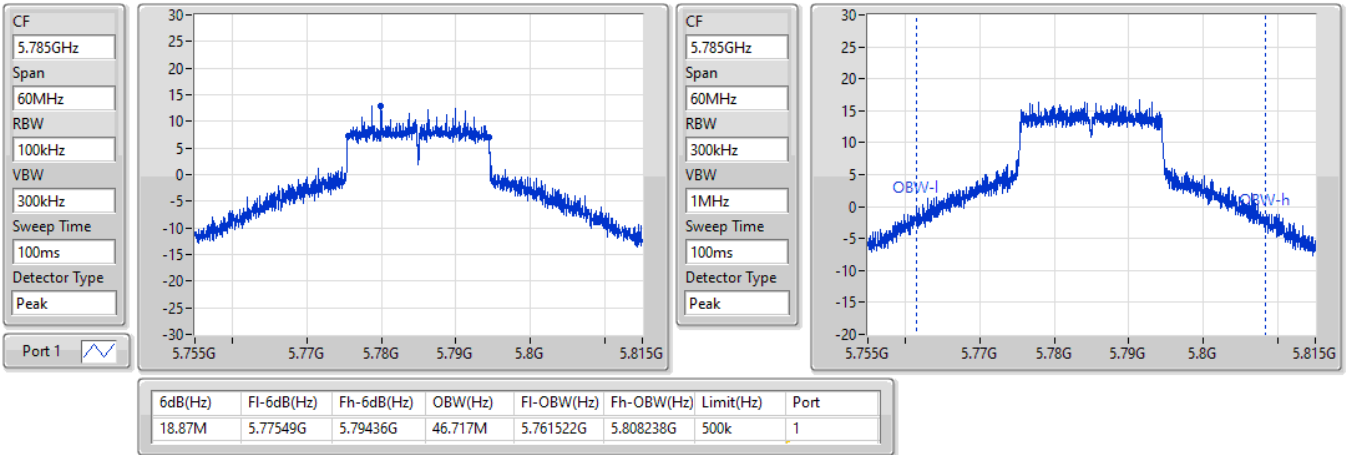 CF
5.785GHz
Span
60MHz
RBW
100kHz
VBW
300kHz
Sweep Time
100ms
Detector Type
Peak
Port 1
30
25
20
15
10
5
0
-5
-10
-15
-20
-25
-30
5.755G 5.77G 5.78G 5.79G 5.8G 5.815G
CF
5.785GHz
Span
60MHz
RBW
300kHz
VBW
1MHz
Sweep Time
100ms
Detector Type
Peak
30
25
20
15
10
5
0
-5
-10
-15
-20
OBW-l
OBW-h
5.755G 5.77G 5.78G 5.79G 5.8G 5.815G
6dB(Hz) Fl-6dB(Hz) Fh-6dB(Hz) OBW(Hz) Fl-OBW(Hz) Fh-OBW(Hz) Limit(Hz) Port
18.87M 5.77549G 5.79436G 46.717M 5.761522G 5.808238G 500k 1